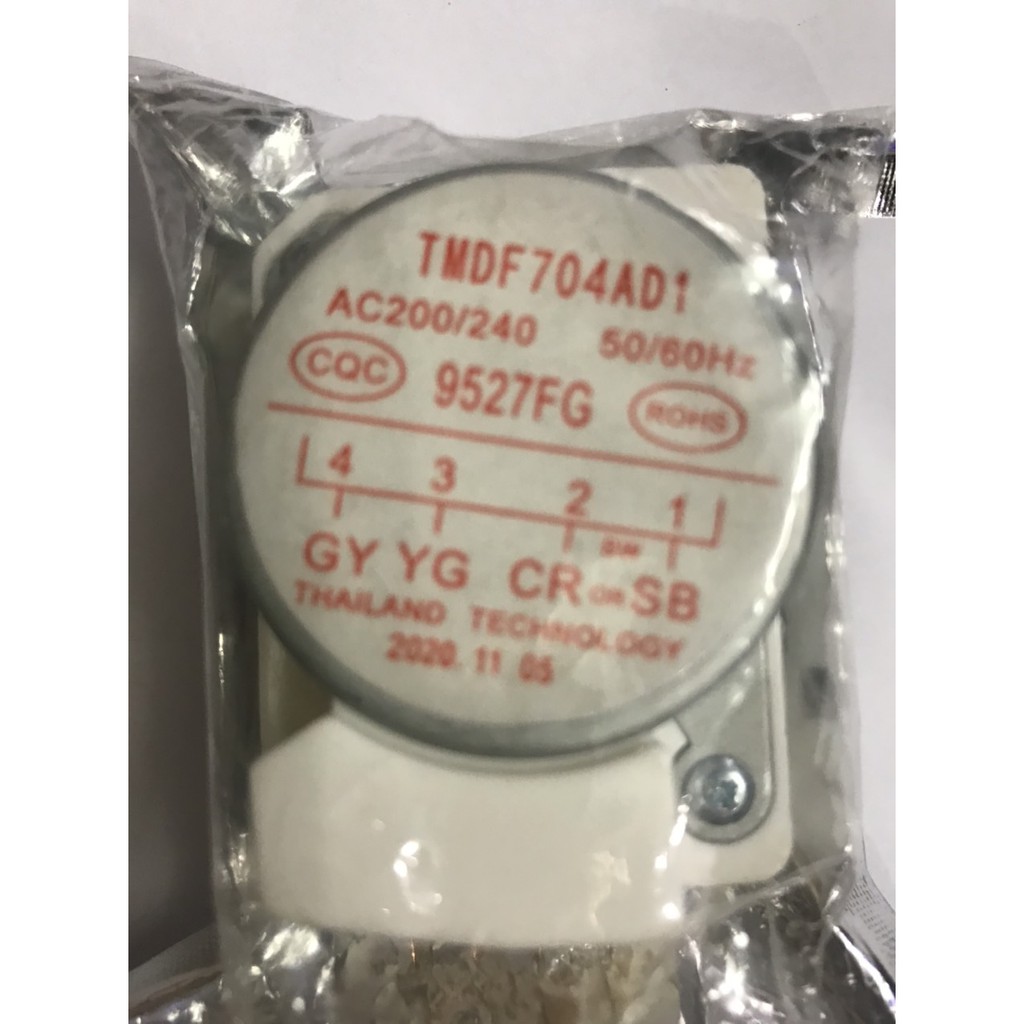 TMDF704AD1
AC200/240 50/60Hz
CQC 9527FG ROHS
4 3 2 1
GY YG CR OR SB
THAILAND TECHNOLOGY
2020.11 05